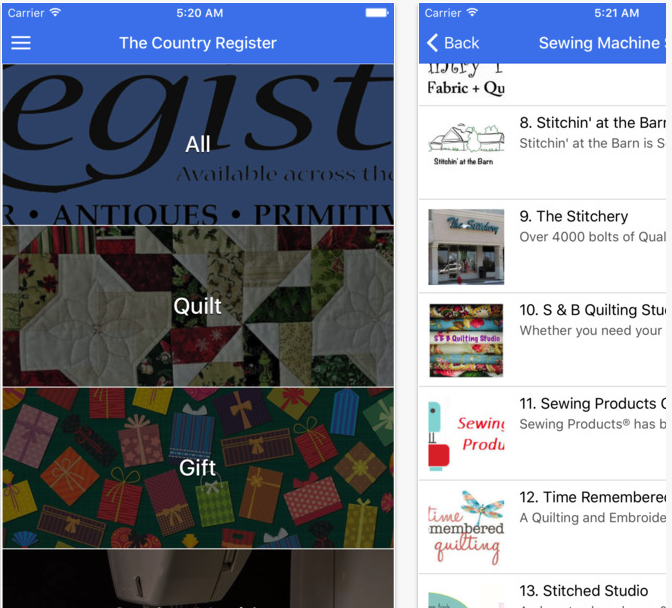 Carrier 5:20 AM
The Country Register
egist
All
Available across the
R • ANTIQUES • PRIMITIV
Quilt
Gift
Carrier 5:21 AM
Back Sewing Machine
Fabric + Qu
8. Stitchin' at the Barn
Stitchin' at the Barn is S
Stitchin' at the Barn
9. The Stitchery
Over 4000 bolts of Qual
The Stitchery
10. S & B Quilting Stu
Whether you need your
S & B Quilting Studio
11. Sewing Products
Sewing Products® has b
Sewing
Produ
12. Time Remembered
A Quilting and Embroide
time
remembered
quilting
13. Stitched Studio